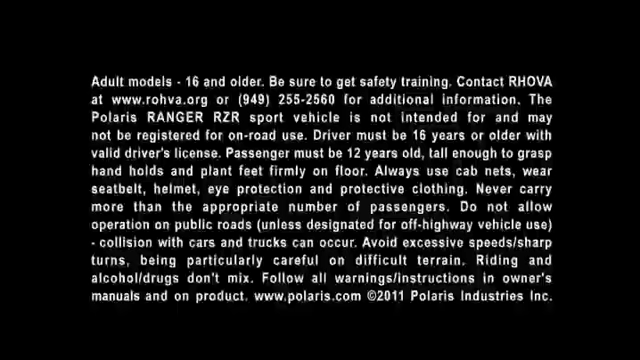 Adult models - 16 and older. Be sure to get safety training. Contact RHOVA
at www.rohva.org or (949) 255-2560 for additional information. The
Polaris RANGER RZR sport vehicle is not intended for and may
not be registered for on-road use. Driver must be 16 years or older with
valid driver's license. Passenger must be 12 years old, tall enough to grasp
hand holds and plant feet firmly on floor. Always use cab nets, wear
seatbelt, helmet, eye protection and protective clothing. Never carry
more than the appropriate number of passengers. Do not allow
operation on public roads (unless designated for off-highway vehicle use)
- collision with cars and trucks can occur. Avoid excessive speeds/sharp
turns, being particularly careful on difficult terrain. Riding and
alcohol/drugs don't mix. Follow all warnings/instructions in owner's
manuals and on product. www.polaris.com ©2011 Polaris Industries Inc.